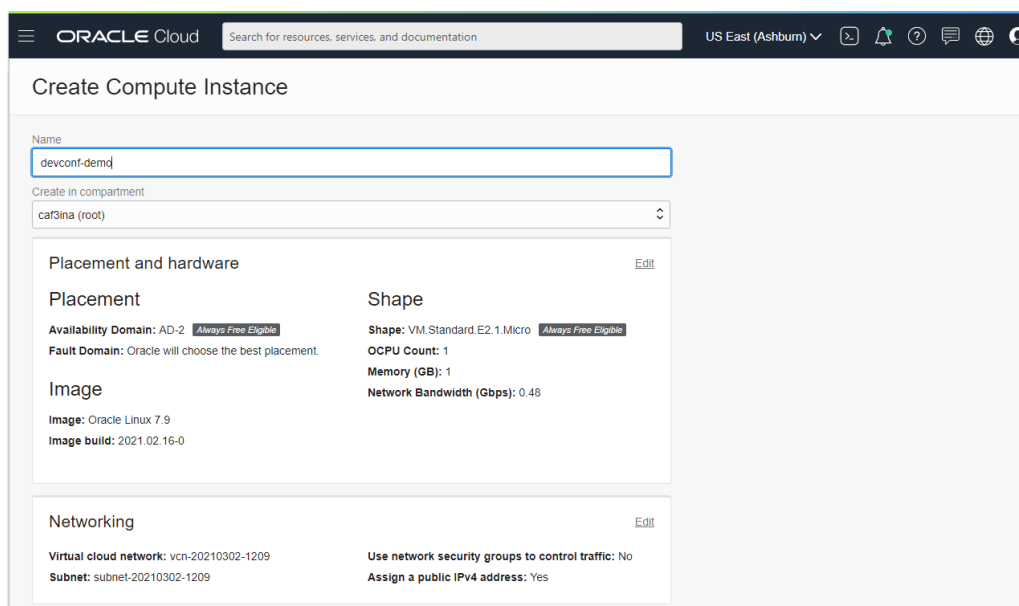 ORACLE Cloud
Search for resources, services, and documentation
US East (Ashburn)
Create Compute Instance
Name
devconf-demo
Create in compartment
caf3ina (root)
Placement and hardware
Edit
Placement
Availability Domain: AD-2 Always Free Eligible
Fault Domain: Oracle will choose the best placement.
Image
Image: Oracle Linux 7.9
Image build: 2021.02.16-0
Shape
Shape: VM.Standard.E2.1.Micro Always Free Eligible
OCPU Count: 1
Memory (GB): 1
Network Bandwidth (Gbps): 0.48
Networking
Edit
Virtual cloud network: vcn-20210302-1209
Subnet: subnet-20210302-1209
Use network security groups to control traffic: No
Assign a public IPv4 address: Yes